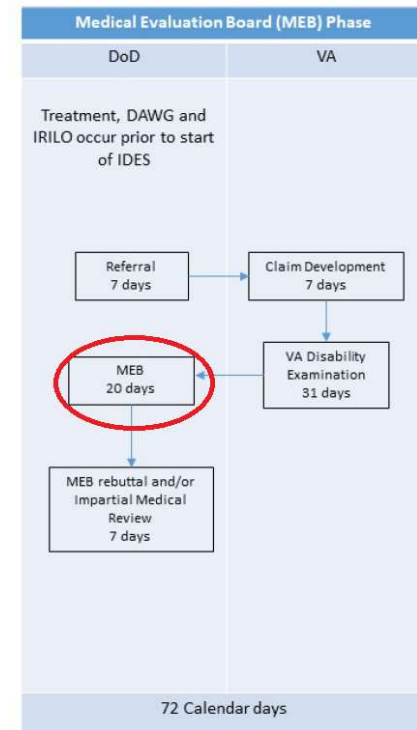 Medical Evaluation Board (MEB) Phase
DoD
VA
Treatment, DAWG and
IRILO occur prior to start
of IDES
Referral
7 days
Claim Development
7 days
VA Disability
Examination
31 days
MEB
20 days
MEB rebuttal and/or
Impartial Medical
Review
7 days
72 Calendar days